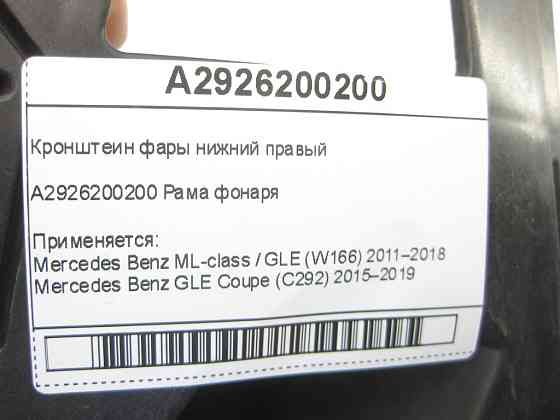 A2926200200
Кронштеин фары нижний правый
A2926200200 Рама фонаря
Применяется:
Mercedes Benz ML-class / GLE (W166) 2011–2018
Mercedes Benz GLE Coupe (C292) 2015–2019